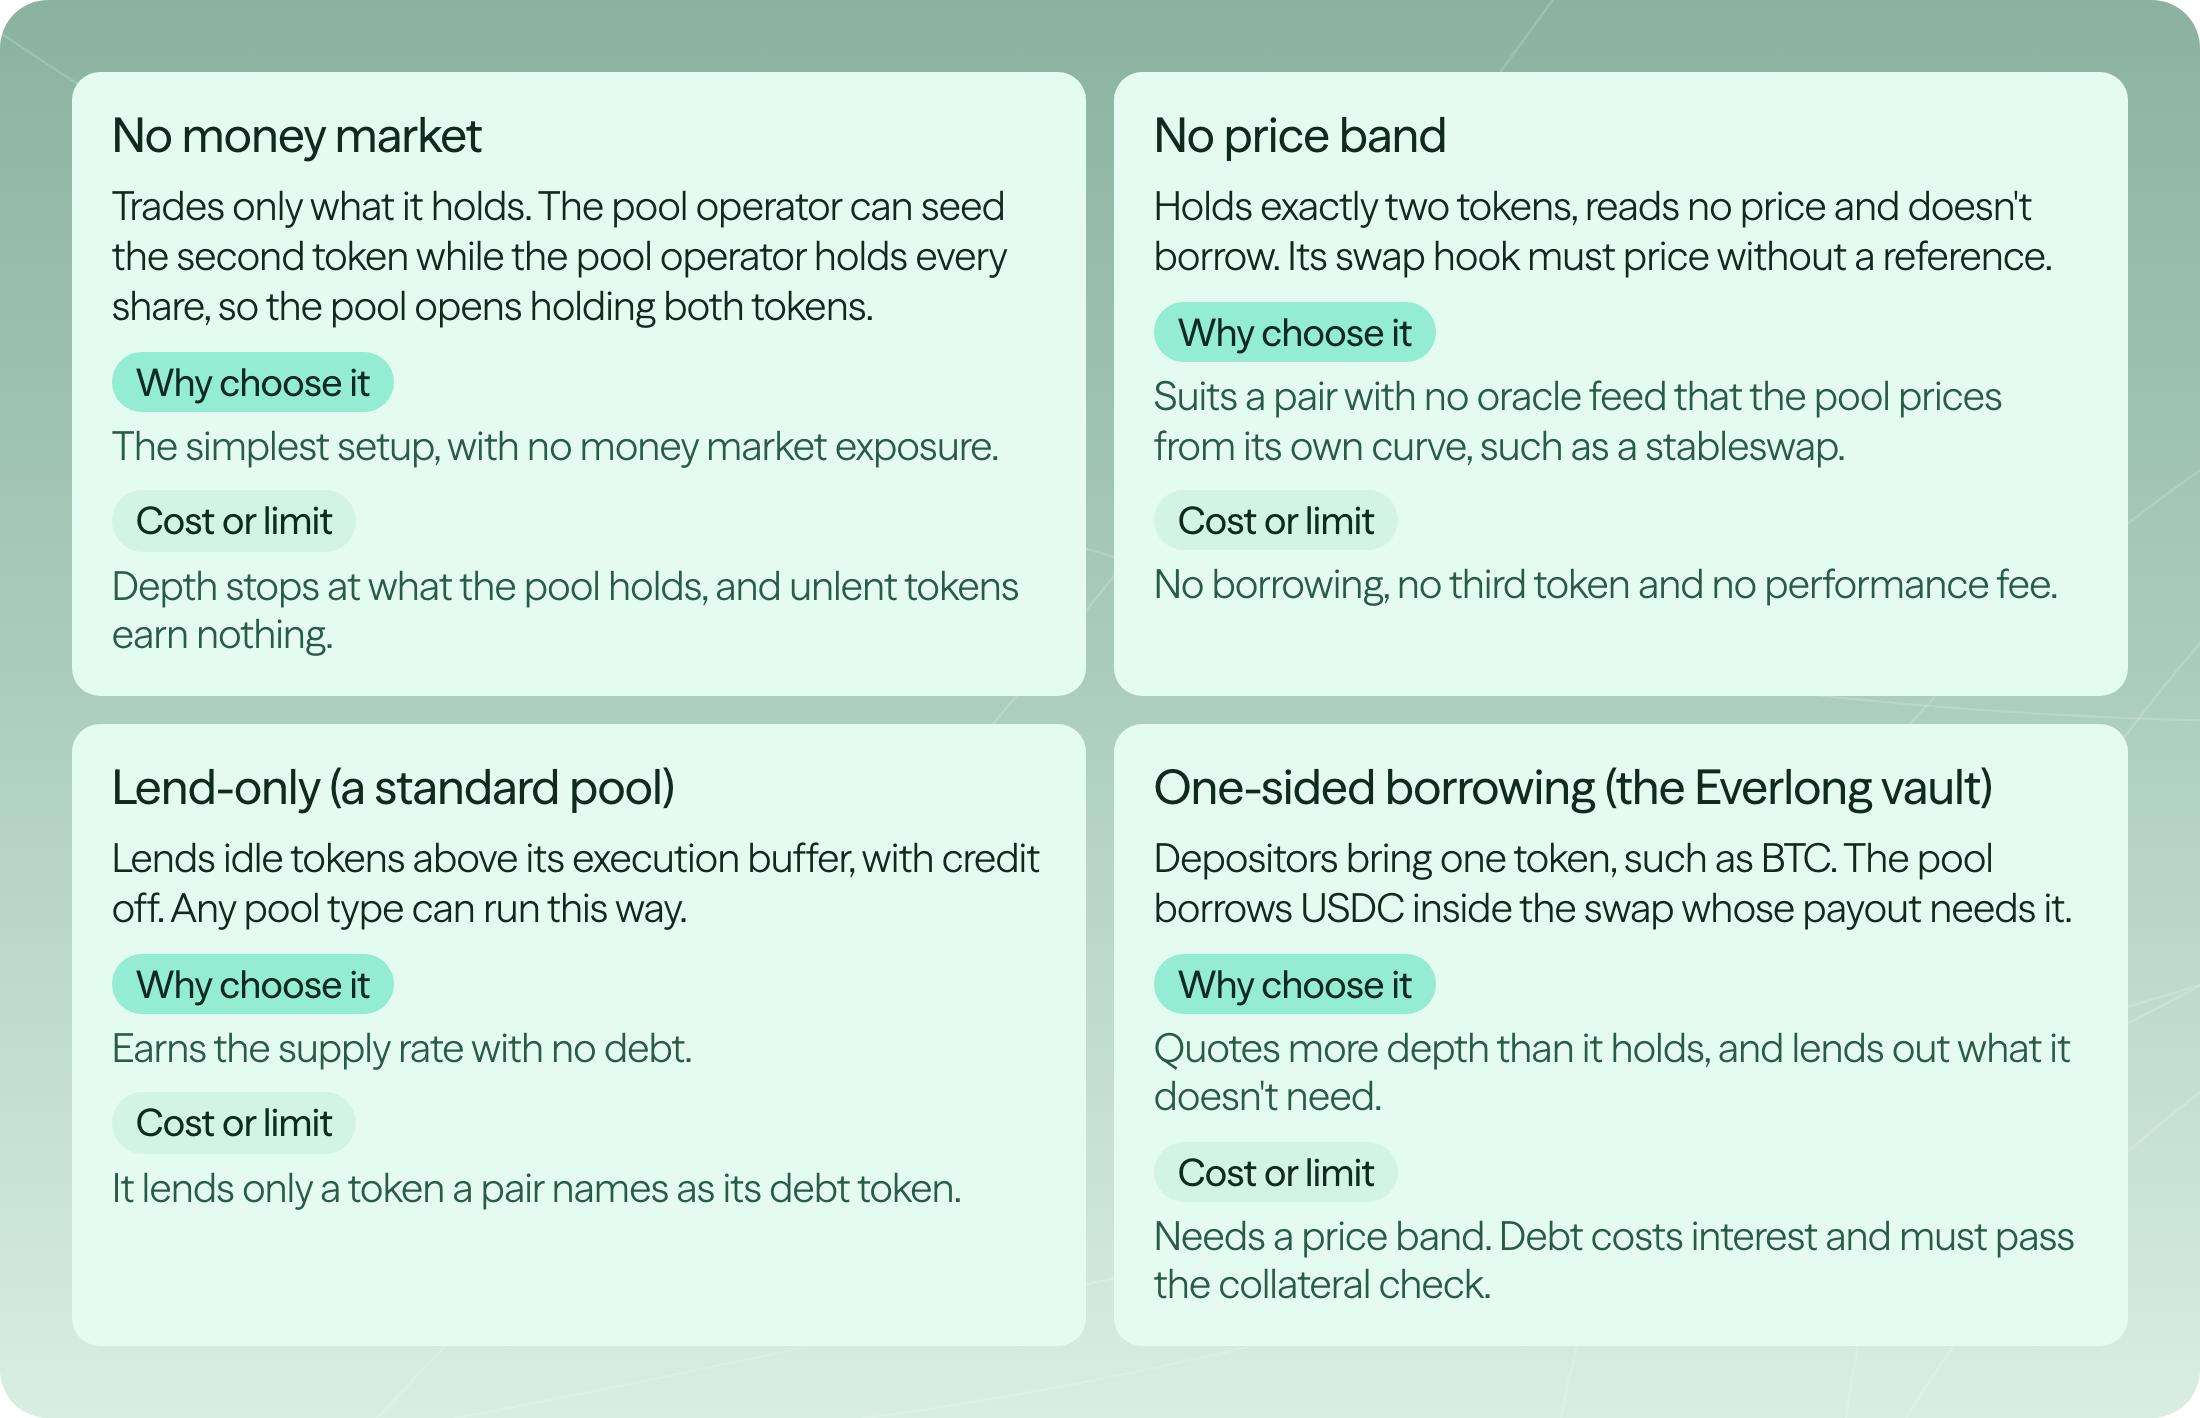 No money market
Trades only what it holds. The pool operator can seed
the second token while the pool operator holds every
share, so the pool opens holding both tokens.
Why choose it
The simplest setup, with no money market exposure.
Cost or limit
Depth stops at what the pool holds, and unlent tokens
earn nothing.
No price band
Holds exactly two tokens, reads no price and doesn't
borrow. Its swap hook must price without a reference.
Why choose it
Suits a pair with no oracle feed that the pool prices
from its own curve, such as a stableswap.
Cost or limit
No borrowing, no third token and no performance fee.
Lend-only (a standard pool)
Lends idle tokens above its execution buffer, with credit
off. Any pool type can run this way.
Why choose it
Earns the supply rate with no debt.
Cost or limit
It lends only a token a pair names as its debt token.
One-sided borrowing (the Everlong vault)
Depositors bring one token, such as BTC. The pool
borrows USDC inside the swap whose payout needs it.
Why choose it
Quotes more depth than it holds, and lends out what it
doesn't need.
Cost or limit
Needs a price band. Debt costs interest and must pass
the collateral check.